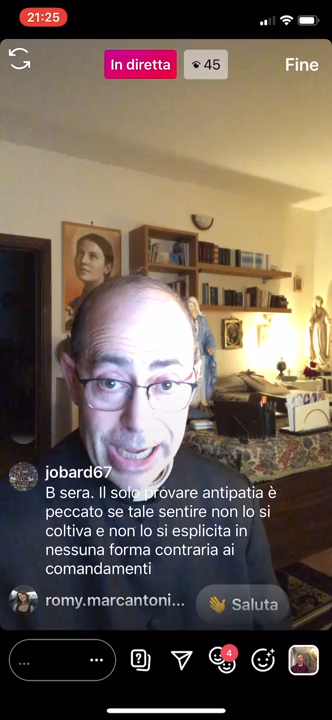 21:25
In diretta
45
Fine
jobard67
B sera. Il solo provare antipatia è
peccato se tale sentire non lo si
coltiva e non lo si esplicita in
nessuna forma contraria ai
comandamenti
romy.marcantoni...
👋 Saluta
...
4